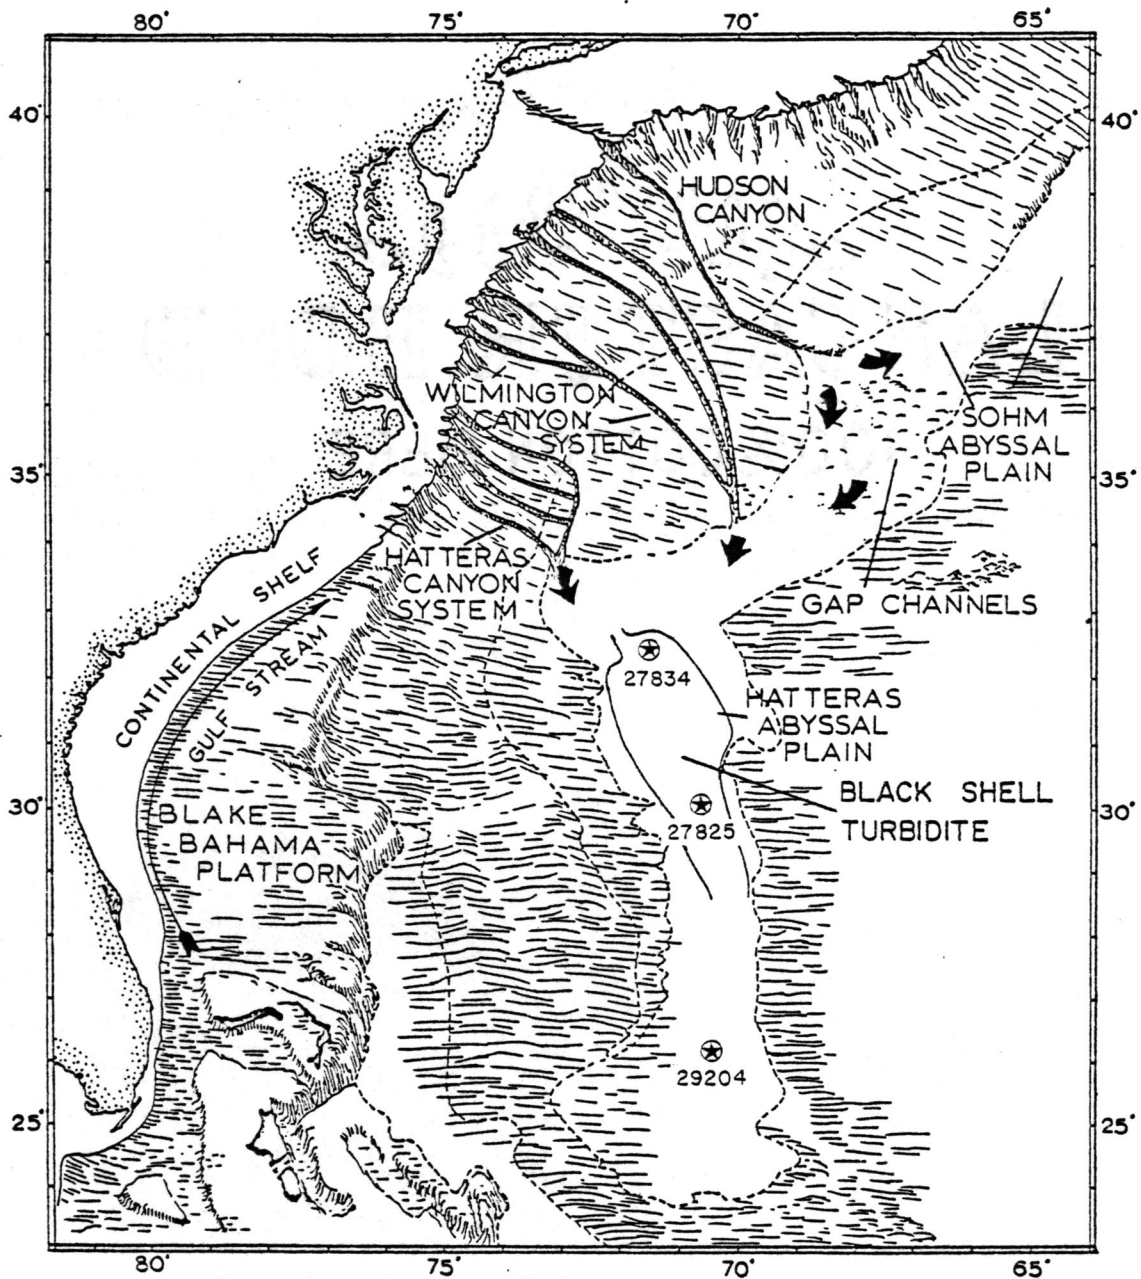 80°
75°
70°
65°
40°
40°
HUDSON
CANYON
WILMINGTON
CANYON
SYSTEM
SOHM
ABYSSAL
PLAIN
35°
35°
HATTERAS
CANYON
SYSTEM
GAP CHANNELS
CONTINENTAL SHELF
GULF STREAM
27834
HATTERAS
ABYSSAL
PLAIN
BLACK SHELL
TURBIDITE
30°
30°
27825
BLAKE
BAHAMA
PLATFORM
29204
25°
25°
80°
75°
70°
65°